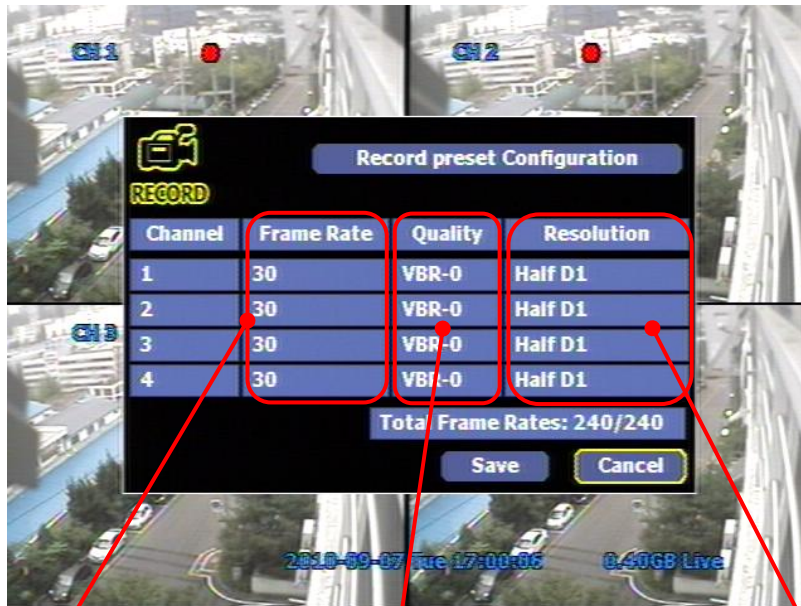 CH 1 CH 2
Record preset Configuration
RECORD
Channel Frame Rate Quality Resolution
1 30 VBR-0 Half D1
2 30 VBR-0 Half D1
3 30 VBR-0 Half D1
4 30 VBR-0 Half D1
CH 3
Total Frame Rates: 240/240
Save Cancel
2010-09-07 Tue 17:00:06 0.40GB Live